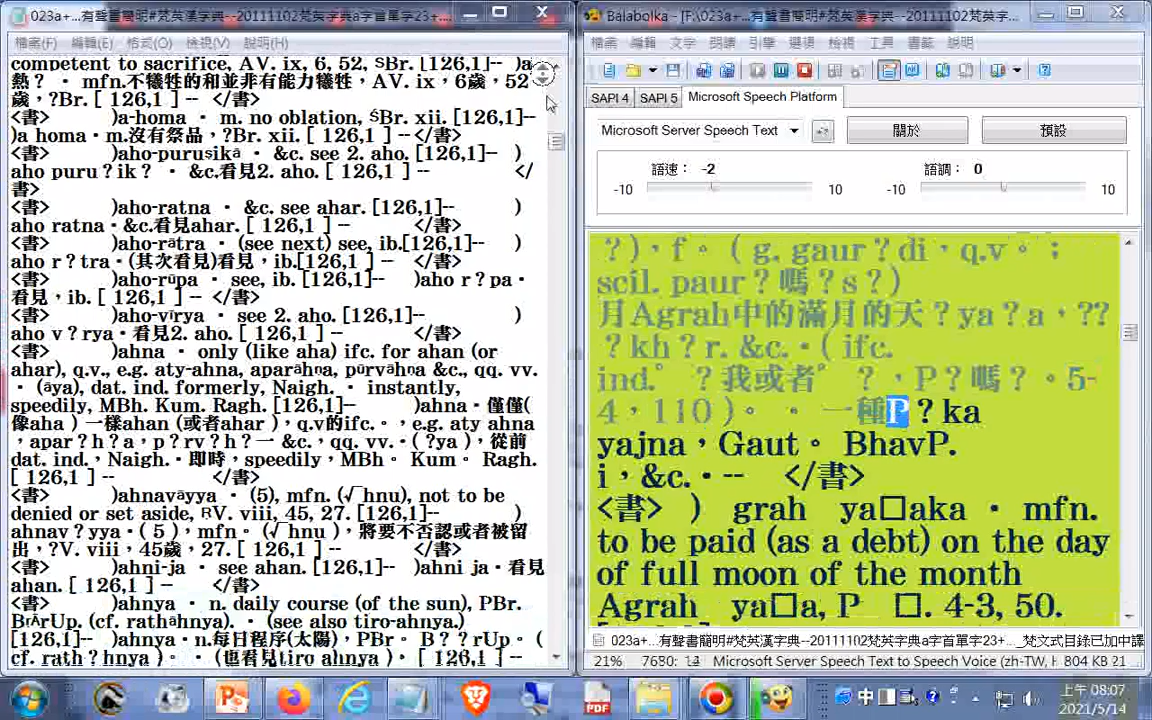 ...有聲書簡明#梵英漢字典--20111102梵英字典a字首單字23+...
檔案(F) 編輯(E) 格式(O) 檢視(V) 說明(H)
competent to sacrifice, AV. ix, 6, 52, ŚBr. [126,1]-- )a
熱？ · mfn.不犧牲的和並非有能力犧牲，AV. ix，6歲，52
歲，?Br. [ 126,1 ] -- </書>
<書> )a-homa · m. no oblation, ŚBr. xii. [126,1]--
)a homa · m.沒有祭品，?Br. xii. [ 126,1 ] -- </書>
<書> )aho-puruṣikā · &c. see 2. aho. [126,1]-- )
aho puru？ik？ · &c.看見2. aho. [ 126,1 ] -- </
書>
<書> )aho-ratna · &c. see ahar. [126,1]-- )
aho ratna · &c.看見ahar. [ 126,1 ] -- </書>
<書> )aho-rātra · (see next) see, ib.[126,1]-- )
aho r？tra · (其次看見)看見，ib.[ 126,1 ] -- </書>
<書> )aho-rūpa · see, ib. [126,1]-- )aho r？pa ·
看見，ib. [ 126,1 ] -- </書>
<書> )aho-vīrya · see 2. aho. [126,1]-- )
aho v？rya · 看見2. aho. [ 126,1 ] -- </書>
<書> )ahna · only (like aha) ifc. for ahan (or
ahar), q.v., e.g. aty-ahna, aparāhṇa, pūrvāhṇa &c., qq. vv.
· (āya), dat. ind. formerly, Naigh. · instantly,
speedily, MBh. Kum. Ragh. [126,1]-- )ahna · 僅僅(
像aha ) 一樣ahan (或者ahar )，q.v的ifc.。，e.g. aty ahna
，apar？h？a，p？rv？h？一 &c.，qq. vv. · ( ?ya )，從前
dat. ind.，Naigh. · 即時，speedily，MBh。Kum。Ragh.
[ 126,1 ] -- </書>
<書> )ahnavāyya · (5), mfn. (√hnu), not to be
denied or set aside, ṚV. viii, 45, 27. [126,1]-- )
ahnav？yya · ( 5 )，mfn。(√hnu )，將要不否認或者被留
出，?V. viii，45歲，27. [ 126,1 ] -- </書>
<書> )ahni-ja · see ahan. [126,1]-- )ahni ja · 看見
ahan. [ 126,1 ] -- </書>
<書> )ahnya · n. daily course (of the sun), PBr.
BrĀrUp. (cf. rathāhnya). · (see also tiro-ahnya.)
[126,1]-- )ahnya · n.每日程序(太陽)，PBr。B？？rUp。(
cf. rath？hnya )。· (也看見tiro ahnya ) · [ 126,1 ] --
Balabolka - [F:\023a+...有聲書簡明#梵英漢字典--20111102梵英字典...
檔案 編輯 文字 朗讀 引擎 選項 檢視 工具 書籤 說明
SAPI 4 SAPI 5 Microsoft Speech Platform
Microsoft Server Speech Text 關於 預設
語速： -2 語調： 0
-10 10 -10 10
？)，f。( g. gaur？di，q.v。；
scil. paur？嗎？s？)
月Agrah中的滿月的天？ya？a，??
？kh？r. &c. · ( ifc.
ind.°？我或者°？，P？嗎？。5-
4，110 )。· 一種P？ka
yajna，Gaut。BhavP.
i，&c. · -- </書>
<書> ) grah ya□aka · mfn.
to be paid (as a debt) on the day
of full moon of the month
Agrah ya□a, P □. 4-3, 50.
023a+...有聲書簡明#梵英漢字典--20111102梵英字典a字首單字23+..._梵文式目錄已加中譯
21% 7630: 14 Microsoft Server Speech Text to Speech Voice (zh-TW, H 804 KB 21
PDF 中 上午 08:07
2021/5/14